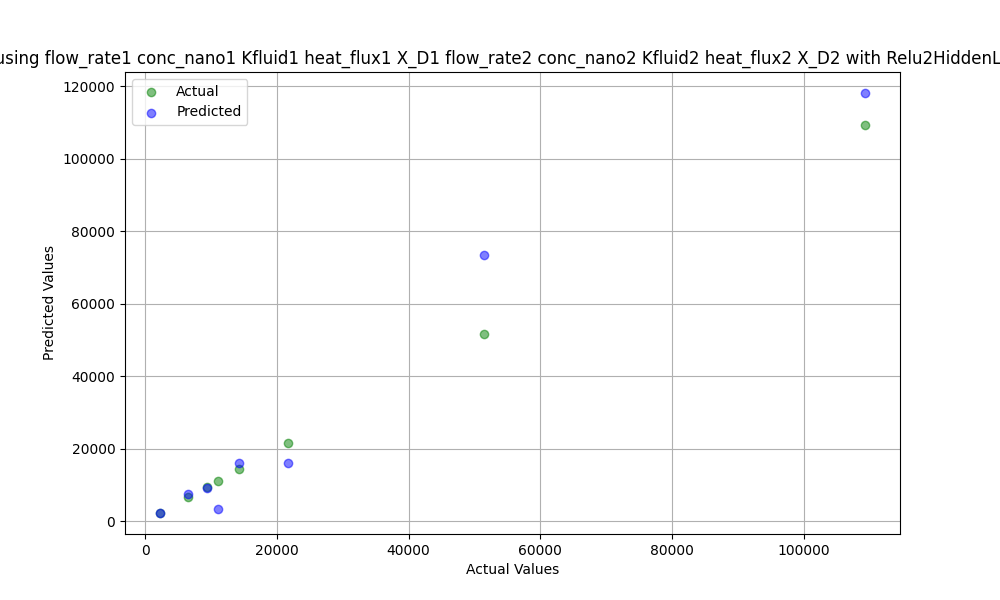 using flow_rate1 conc_nano1 Kfluid1 heat_flux1 X_D1 flow_rate2 conc_nano2 Kfluid2 heat_flux2 X_D2 with Relu2HiddenL
Actual
Predicted
120000
100000
80000
60000
40000
20000
0
Predicted Values
0 20000 40000 60000 80000 100000
Actual Values